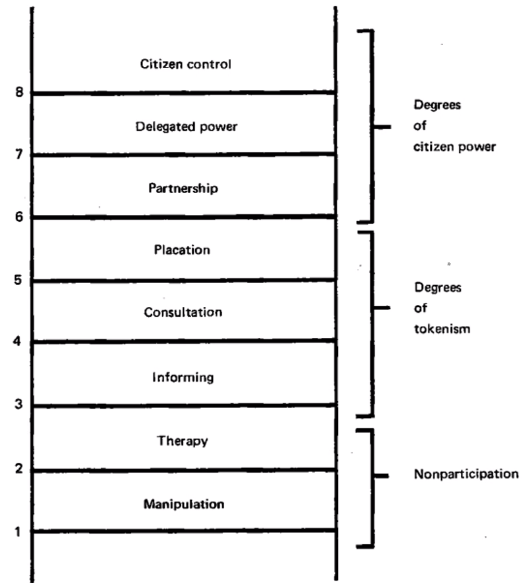 Citizen control
8
Delegated power
7
Partnership
6
Placation
5
Consultation
4
Informing
3
Therapy
2
Manipulation
1
Degrees
of
citizen power
Degrees
of
tokenism
Nonparticipation